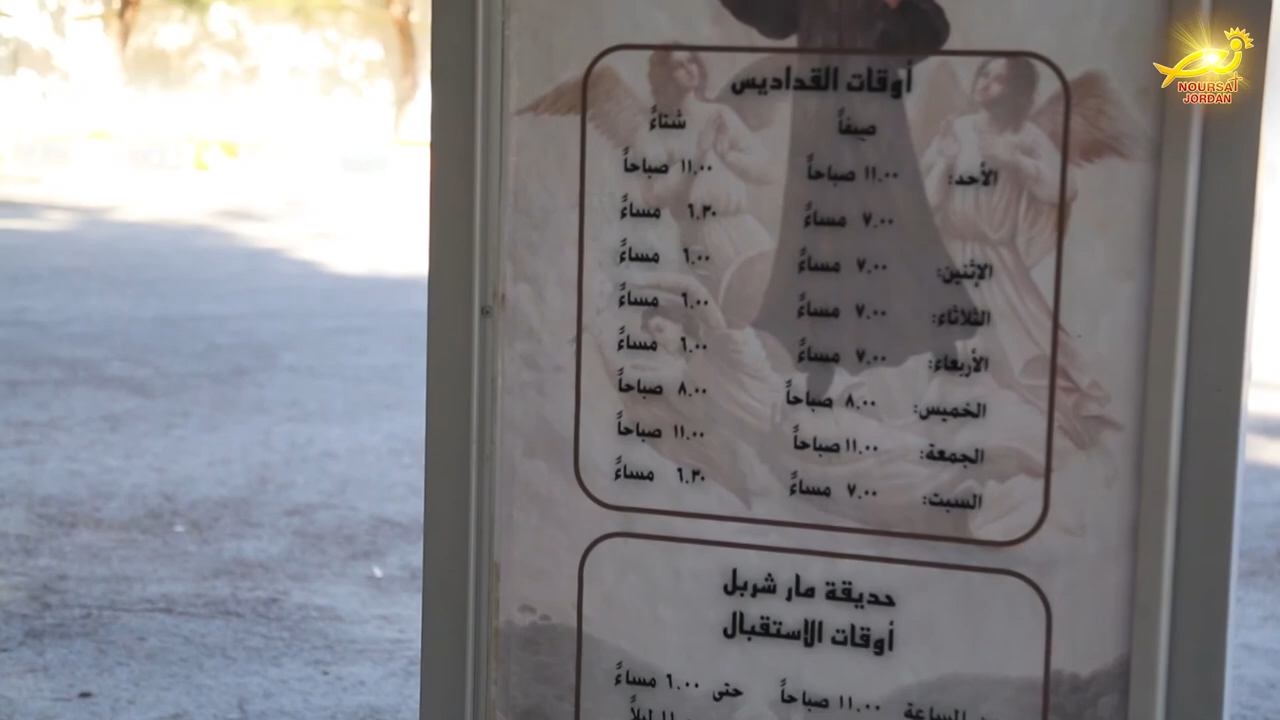 أوقات القداديس
صيفاً شتاءً
الأحد: ١١.٠٠ صباحاً ١١.٠٠ صباحاً
٧.٠٠ مساءً ٦.٣٠ مساءً
الإثنين: ٧.٠٠ مساءً ٦.٠٠ مساءً
الثلاثاء: ٧.٠٠ مساءً ٦.٠٠ مساءً
الأربعاء: ٧.٠٠ مساءً ٦.٠٠ مساءً
الخميس: ٨.٠٠ صباحاً ٨.٠٠ صباحاً
الجمعة: ١١.٠٠ صباحاً ١١.٠٠ صباحاً
السبت: ٧.٠٠ مساءً ٦.٣٠ مساءً
حديقة مار شربل
أوقات الاستقبال
الساعة ١١.٠٠ صباحاً حتى ٦.٠٠ مساءً
NOURSAT
JORDAN